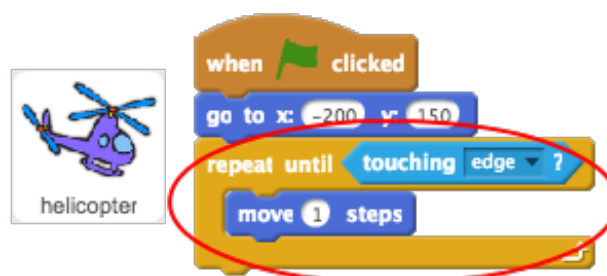 when clicked
go to x: -200 y: 150
repeat until touching edge ?
move 1 steps
helicopter